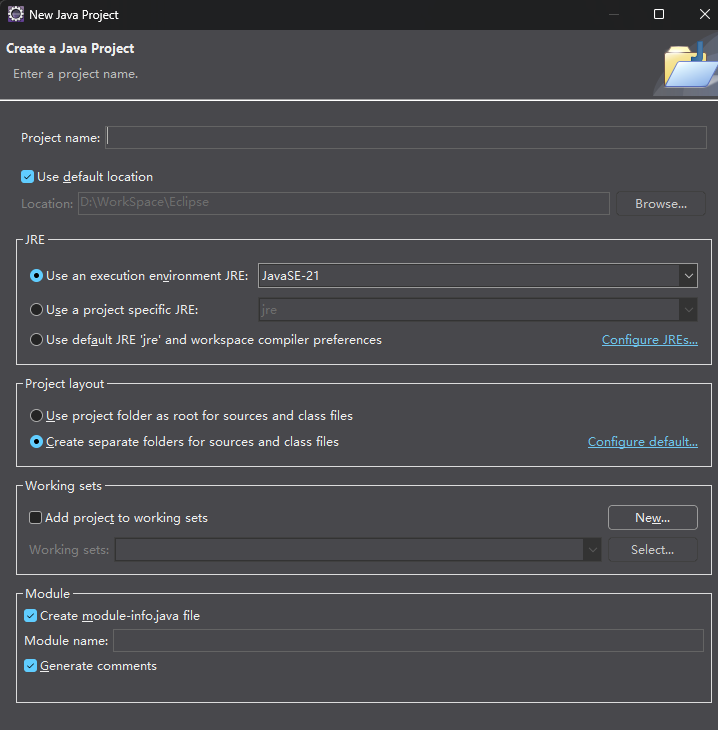 New Java Project
Create a Java Project
Enter a project name.
Project name:
Use default location
Location: D:\WorkSpace\Eclipse Browse...
JRE
Use an execution environment JRE: JavaSE-21
Use a project specific JRE: jre
Use default JRE 'jre' and workspace compiler preferences Configure JREs...
Project layout
Use project folder as root for sources and class files
Create separate folders for sources and class files Configure default...
Working sets
Add project to working sets New...
Working sets: Select...
Module
Create module-info.java file
Module name:
Generate comments